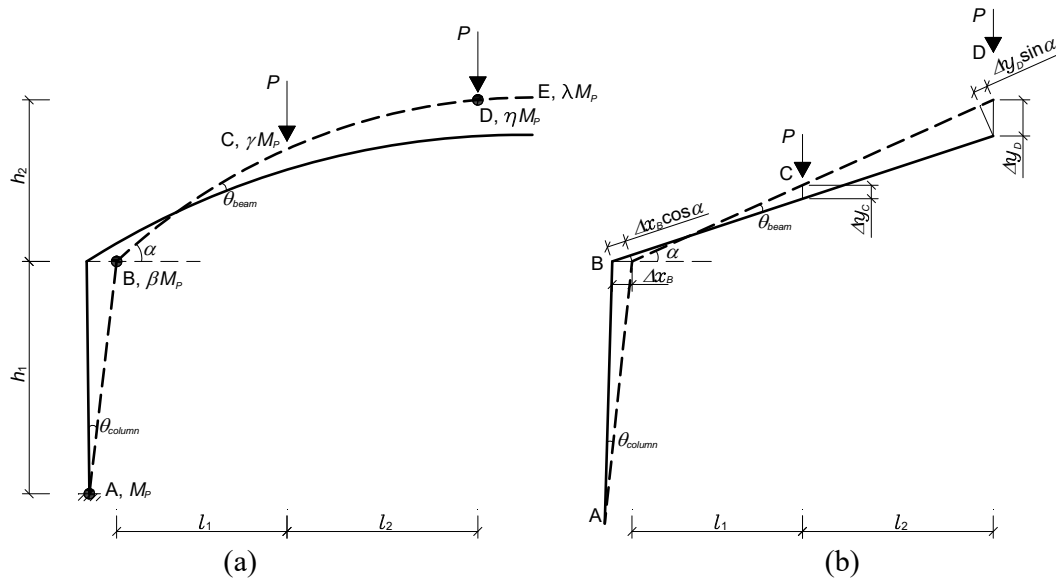 P
P
E, λM_P
D, ηM_P
C, γM_P
h₂
θ_beam
α
B, βM_P
h₁
θ_column
A, M_P
l₁
l₂
(a)
P
D
Δy_D sinα
P
C
Δy_D
Δx_B cosα
θ_beam
Δy_C
B
α
Δx_B
θ_column
A
l₁
l₂
(b)